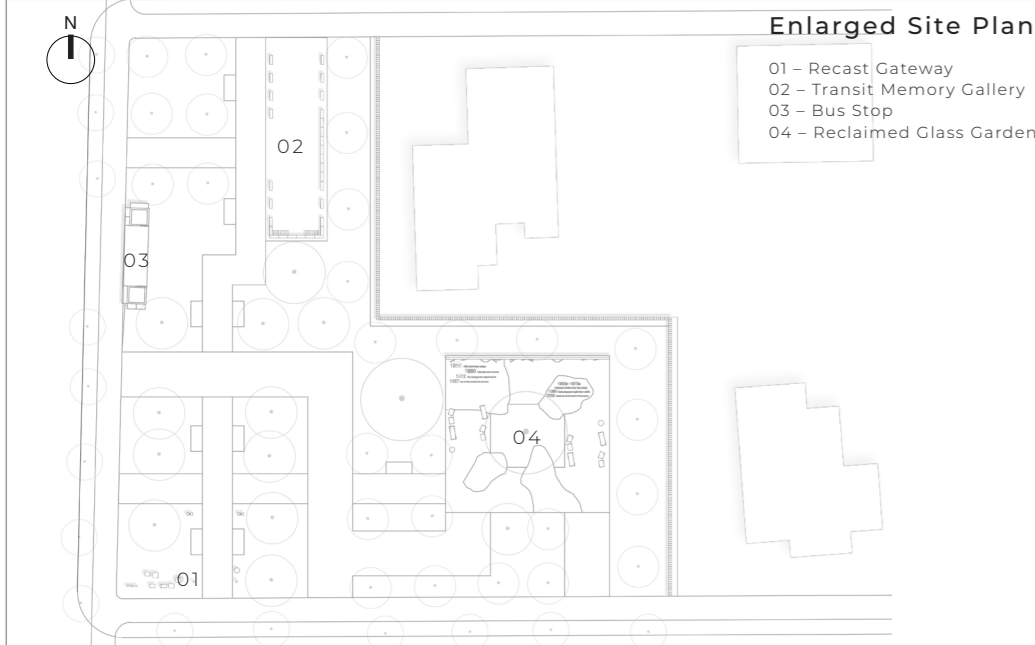 N
Enlarged Site Plan
01 – Recast Gateway
02 – Transit Memory Gallery
03 – Bus Stop
04 – Reclaimed Glass Garden
02
03
04
01